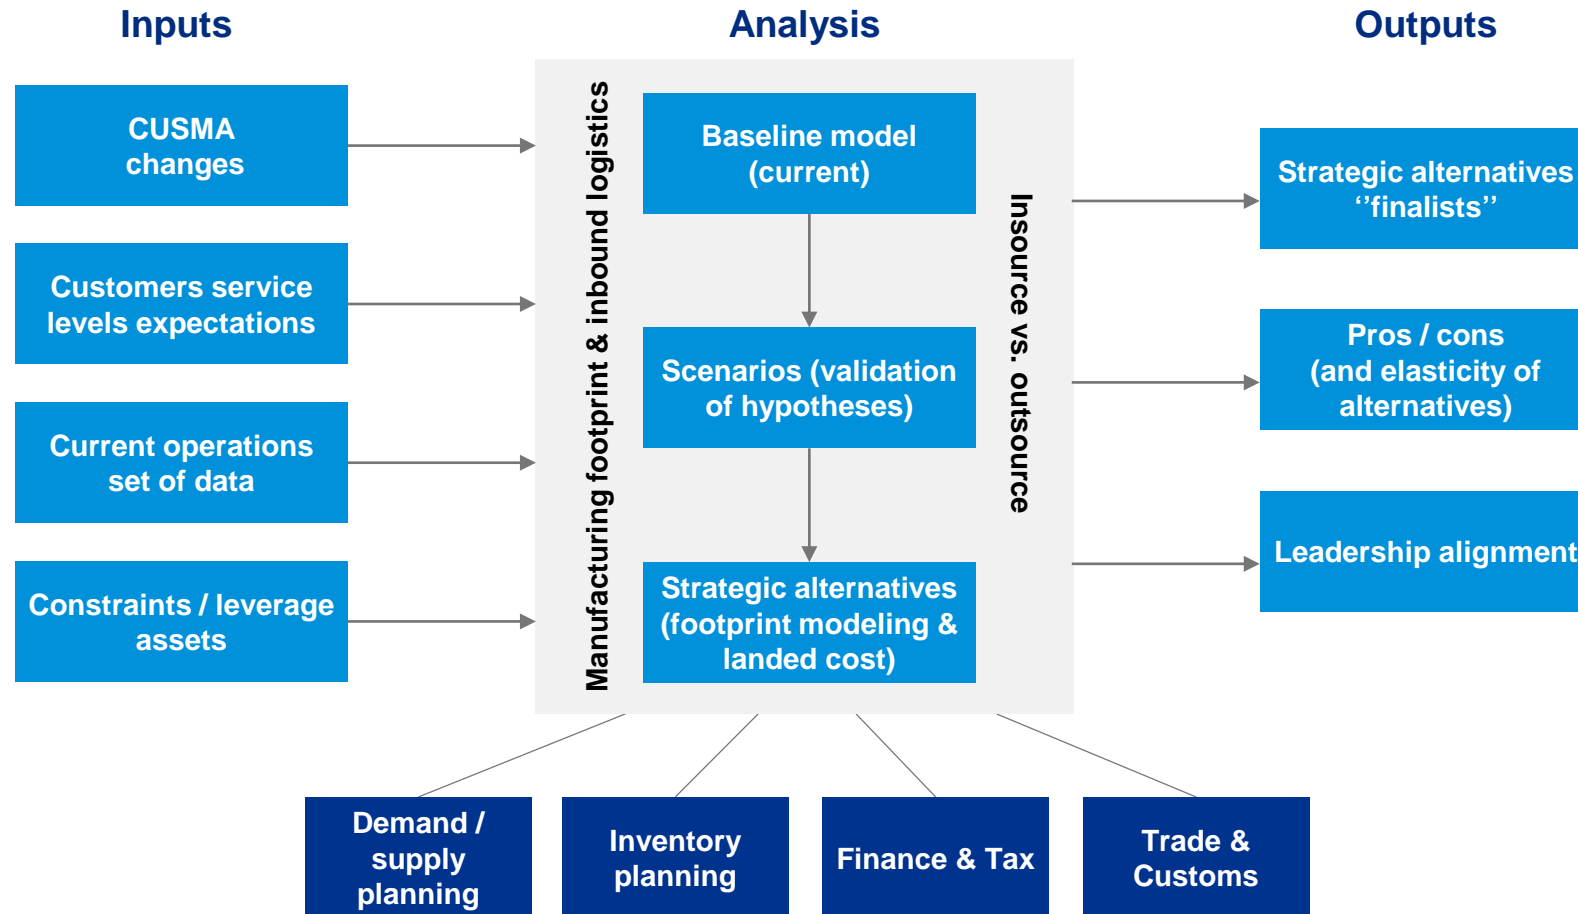 Inputs
Analysis
Outputs
CUSMA
changes
Customers service
levels expectations
Current operations
set of data
Constraints / leverage
assets
Manufacturing footprint & inbound logistics
Baseline model
(current)
Scenarios (validation
of hypotheses)
Strategic alternatives
(footprint modeling &
landed cost)
Insource vs. outsource
Strategic alternatives
‘‘finalists’’
Pros / cons
(and elasticity of
alternatives)
Leadership alignment
Demand /
supply
planning
Inventory
planning
Finance & Tax
Trade &
Customs